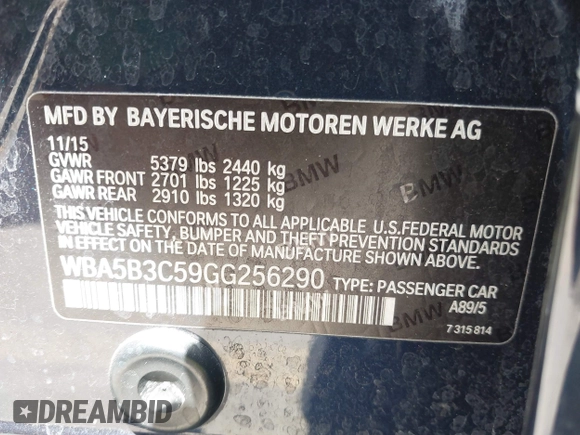 MFD BY BAYERISCHE MOTOREN WERKE AG
11/15
GVWR 5379 lbs 2440 kg
GAWR FRONT 2701 lbs 1225 kg
GAWR REAR 2910 lbs 1320 kg
THIS VEHICLE CONFORMS TO ALL APPLICABLE U.S.FEDERAL MOTOR
VEHICLE SAFETY, BUMPER AND THEFT PREVENTION STANDARDS
IN EFFECT ON THE DATE OF MANUFACTURE SHOWN ABOVE.
WBA5B3C59GG256290 TYPE: PASSENGER CAR
A89/5
7 315 814
BMW
BMW
BMW
BMW
DREAMBID